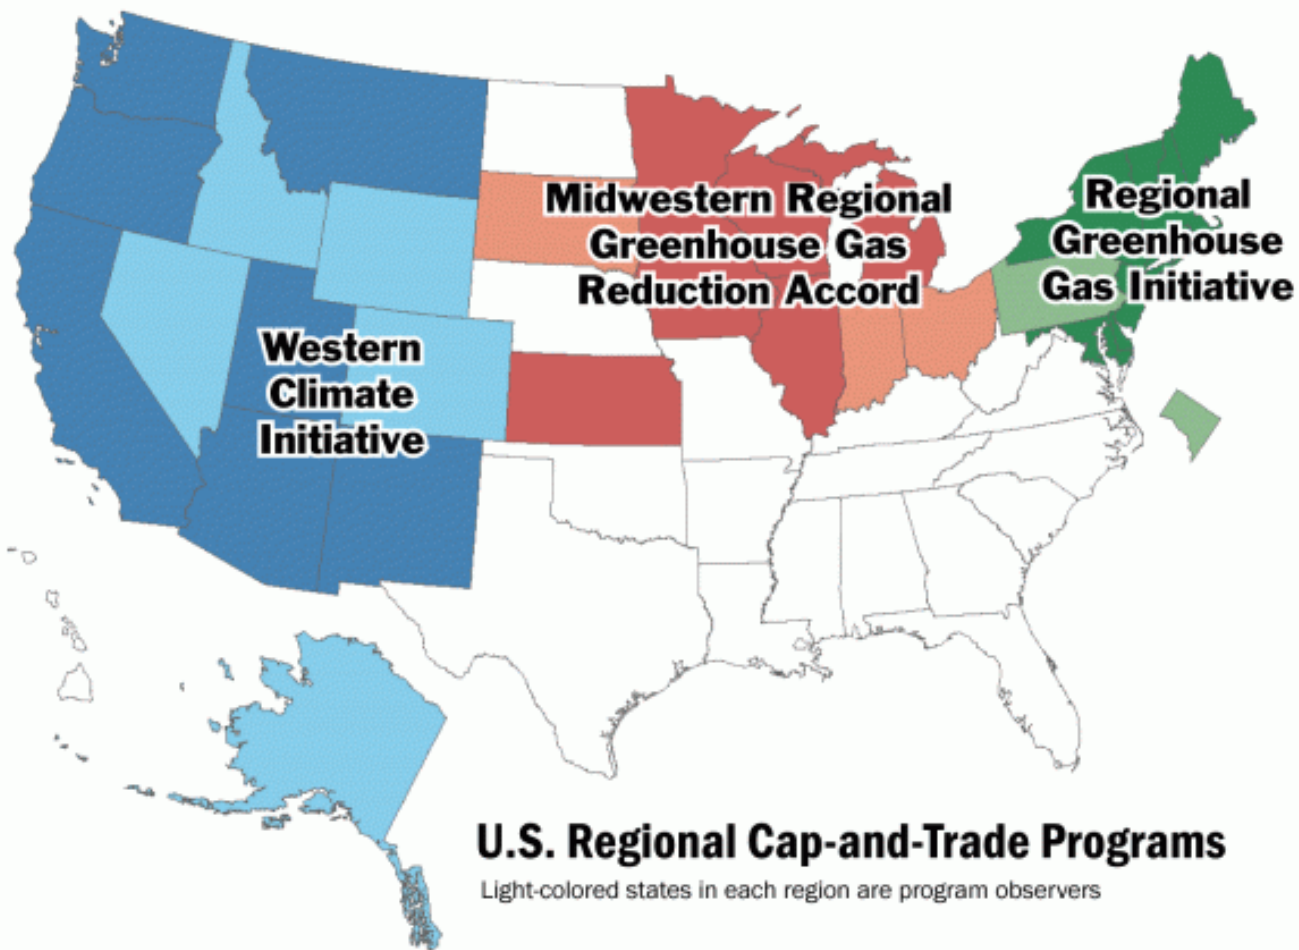 Midwestern Regional
Greenhouse Gas
Reduction Accord
Regional
Greenhouse
Gas Initiative
Western
Climate
Initiative
U.S. Regional Cap-and-Trade Programs
Light-colored states in each region are program observers